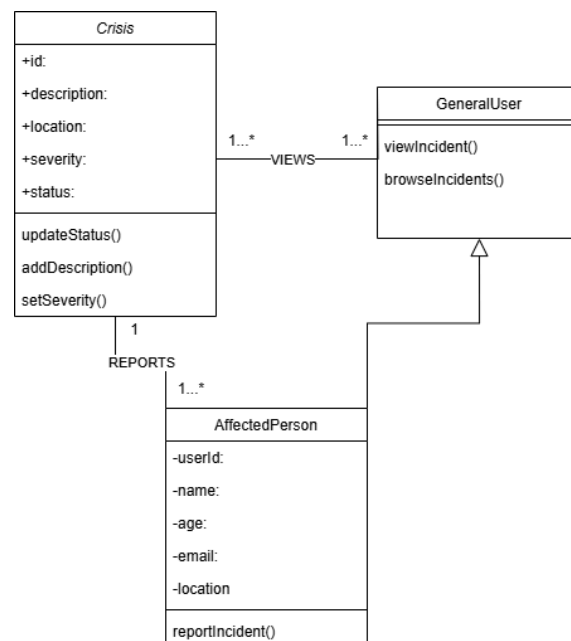 Crisis
+id:
+description:
+location:
+severity:
+status:
updateStatus()
addDescription()
setSeverity()
1...*
VIEWS
1...*
GeneralUser
viewIncident()
browseIncidents()
1
REPORTS
1...*
AffectedPerson
-userId:
-name:
-age:
-email:
-location
reportIncident()